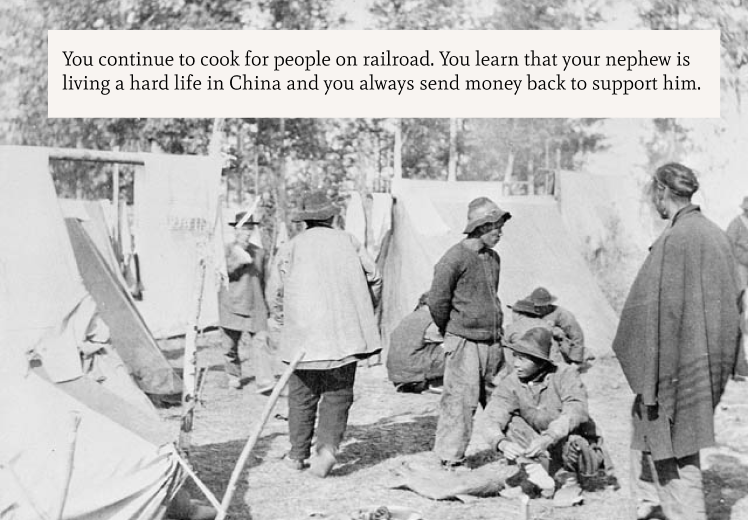 You continue to cook for people on railroad. You learn that your nephew is
living a hard life in China and you always send money back to support him.